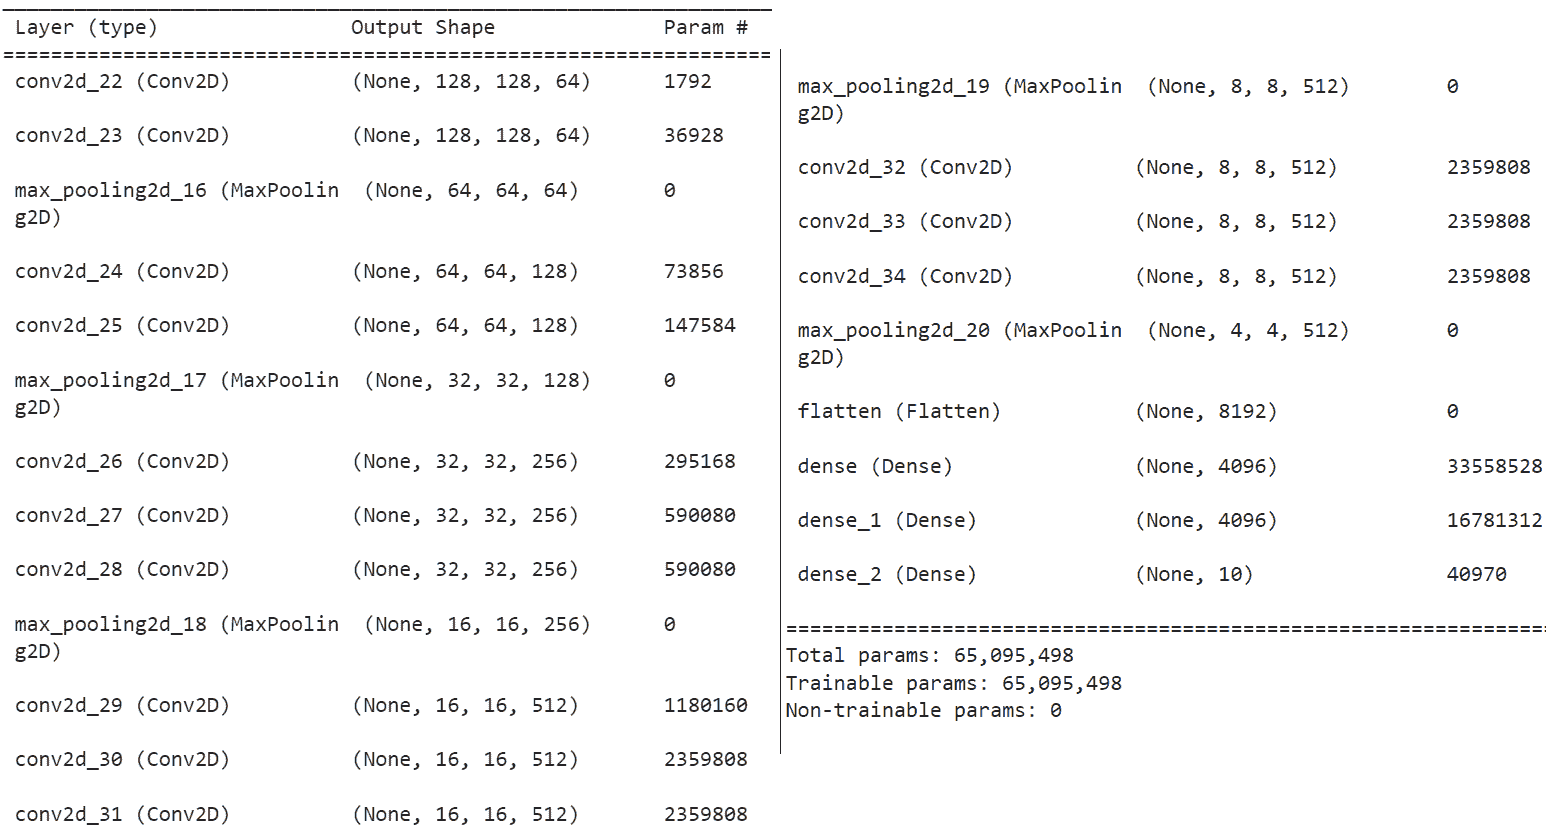 Layer (type) Output Shape Param #
=================================================================
conv2d_22 (Conv2D) (None, 128, 128, 64) 1792
conv2d_23 (Conv2D) (None, 128, 128, 64) 36928
max_pooling2d_16 (MaxPoolin (None, 64, 64, 64) 0
g2D)
conv2d_24 (Conv2D) (None, 64, 64, 128) 73856
conv2d_25 (Conv2D) (None, 64, 64, 128) 147584
max_pooling2d_17 (MaxPoolin (None, 32, 32, 128) 0
g2D)
conv2d_26 (Conv2D) (None, 32, 32, 256) 295168
conv2d_27 (Conv2D) (None, 32, 32, 256) 590080
conv2d_28 (Conv2D) (None, 32, 32, 256) 590080
max_pooling2d_18 (MaxPoolin (None, 16, 16, 256) 0
g2D)
conv2d_29 (Conv2D) (None, 16, 16, 512) 1180160
conv2d_30 (Conv2D) (None, 16, 16, 512) 2359808
conv2d_31 (Conv2D) (None, 16, 16, 512) 2359808
max_pooling2d_19 (MaxPoolin (None, 8, 8, 512) 0
g2D)
conv2d_32 (Conv2D) (None, 8, 8, 512) 2359808
conv2d_33 (Conv2D) (None, 8, 8, 512) 2359808
conv2d_34 (Conv2D) (None, 8, 8, 512) 2359808
max_pooling2d_20 (MaxPoolin (None, 4, 4, 512) 0
g2D)
flatten (Flatten) (None, 8192) 0
dense (Dense) (None, 4096) 33558528
dense_1 (Dense) (None, 4096) 16781312
dense_2 (Dense) (None, 10) 40970
=================================================================
Total params: 65,095,498
Trainable params: 65,095,498
Non-trainable params: 0